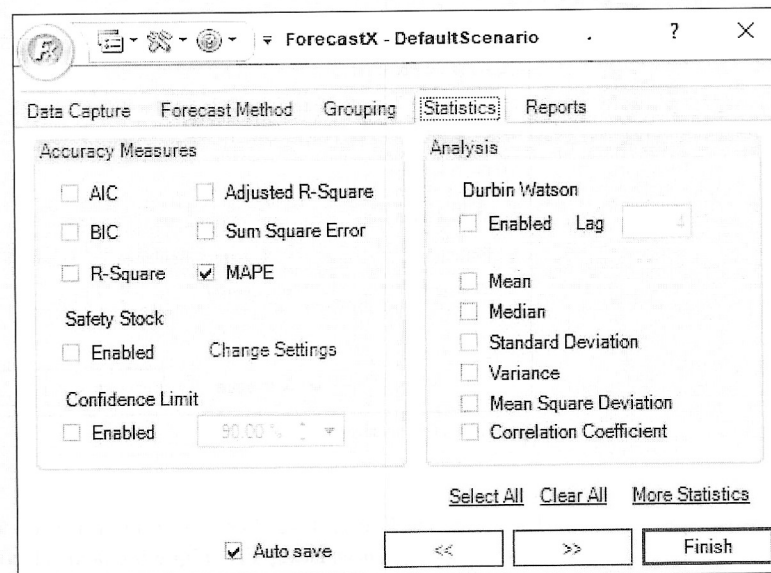 ForecastX - DefaultScenario . ? X
Data Capture Forecast Method Grouping Statistics Reports
Accuracy Measures
AIC Adjusted R-Square
BIC Sum Square Error
R-Square MAPE
Safety Stock
Enabled Change Settings
Confidence Limit
Enabled 90.00 %
Analysis
Durbin Watson
Enabled Lag 4
Mean
Median
Standard Deviation
Variance
Mean Square Deviation
Correlation Coefficient
Select All Clear All More Statistics
Auto save << >> Finish